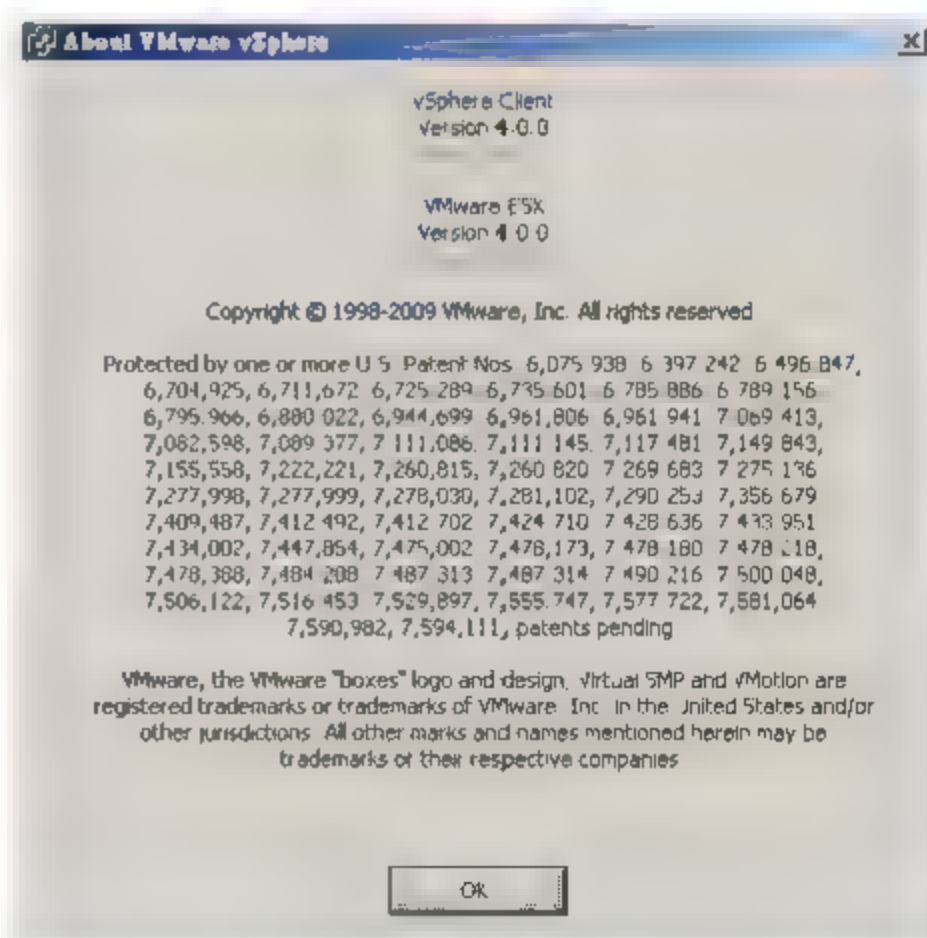 About VMware vSphere
vSphere Client
Version 4.0.0
VMware ESX
Version 4.0.0
Copyright © 1998-2009 VMware, Inc. All rights reserved
Protected by one or more U.S. Patent Nos. 6,075,938, 6,397,242, 6,496,847,
6,704,925, 6,711,672, 6,725,289, 6,735,601, 6,785,886, 6,789,156,
6,795,966, 6,880,022, 6,944,699, 6,961,806, 6,961,941, 7,069,413,
7,082,598, 7,089,377, 7,111,086, 7,111,145, 7,117,481, 7,149,843,
7,155,558, 7,222,221, 7,260,815, 7,260,820, 7,269,683, 7,275,136,
7,277,998, 7,277,999, 7,278,030, 7,281,102, 7,290,253, 7,356,679,
7,409,487, 7,412,492, 7,412,702, 7,424,710, 7,428,636, 7,433,951,
7,434,002, 7,447,854, 7,475,002, 7,478,173, 7,478,180, 7,478,218,
7,478,388, 7,484,208, 7,487,313, 7,487,314, 7,490,216, 7,500,048,
7,506,122, 7,516,453, 7,529,897, 7,555,747, 7,577,722, 7,581,064,
7,590,982, 7,594,111, patents pending
VMware, the VMware "boxes" logo and design, Virtual SMP and VMotion are
registered trademarks or trademarks of VMware, Inc. in the United States and/or
other jurisdictions. All other marks and names mentioned herein may be
trademarks of their respective companies
OK